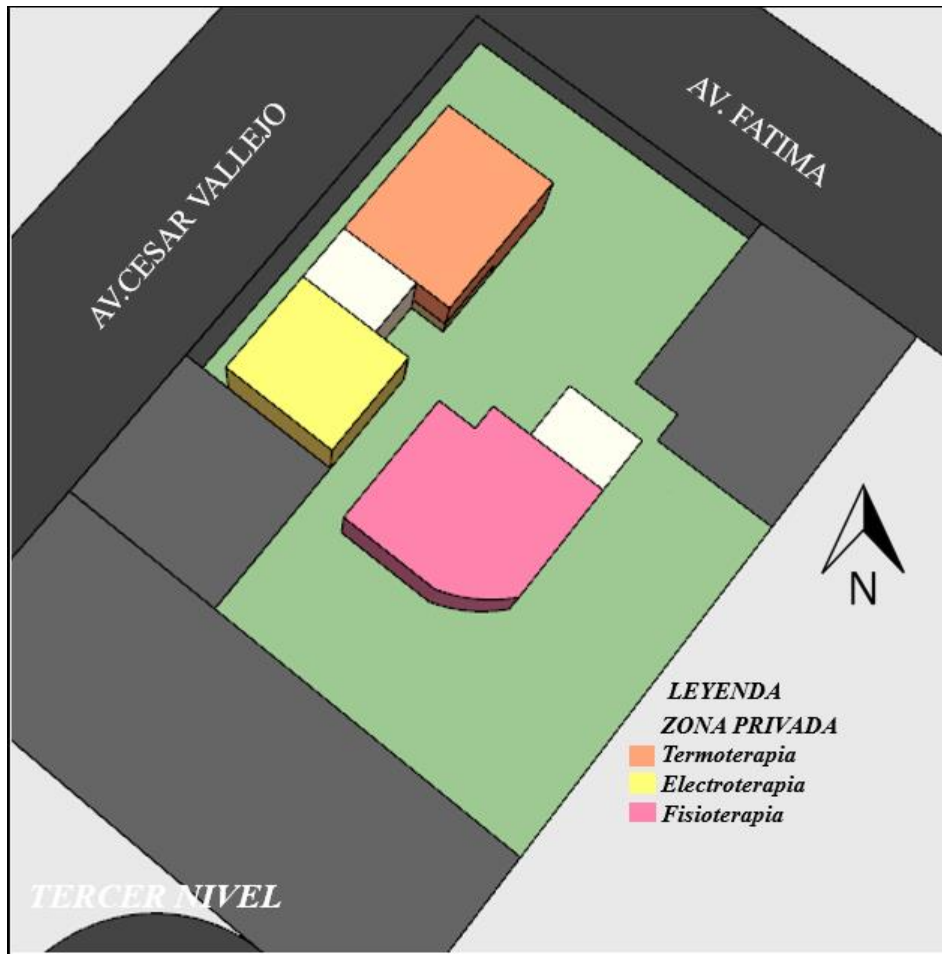 AV.CESAR VALLEJO
AV. FATIMA
N
LEYENDA
ZONA PRIVADA
Termoterapia
Electroterapia
Fisioterapia
TERCER NIVEL